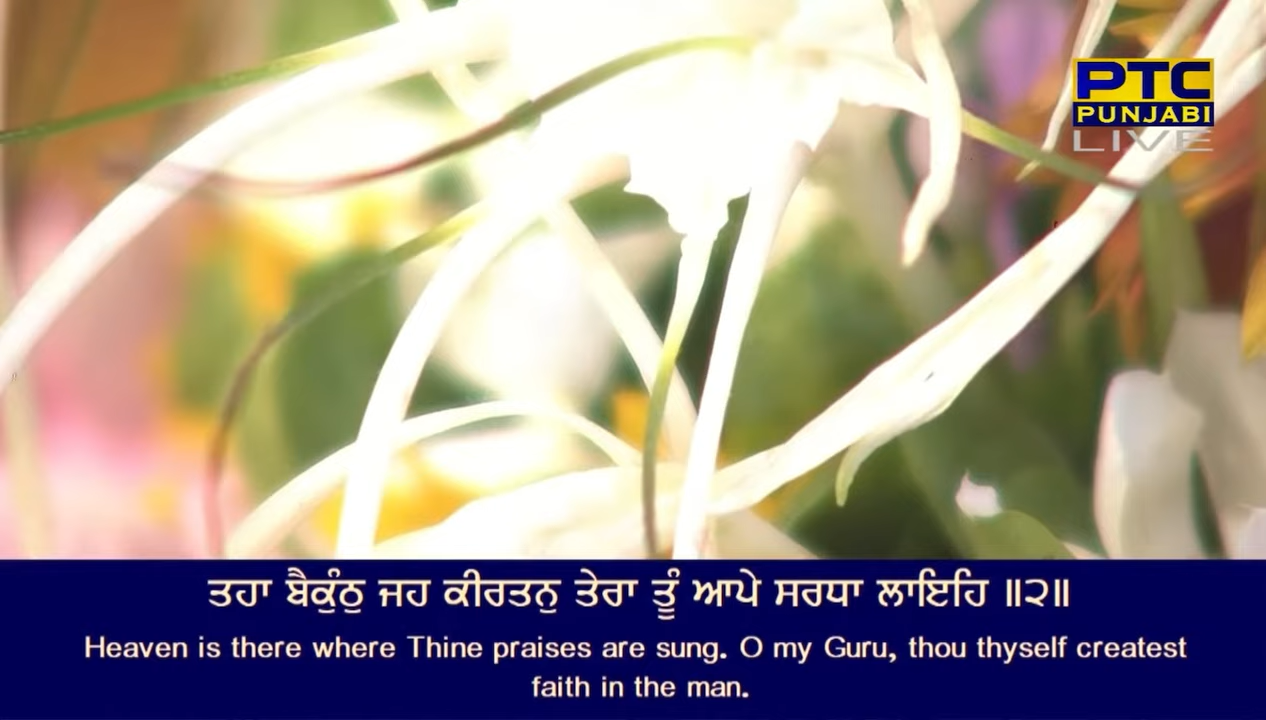 PTC
PUNJABI
LIVE
ਤਹਾ ਬੈਕੁੰਠੁ ਜਹ ਕੀਰਤਨੁ ਤੇਰਾ ਤੂੰ ਆਪੇ ਸਰਧਾ ਲਾਇਹਿ ॥੨॥
Heaven is there where Thine praises are sung. O my Guru, thou thyself createst
faith in the man.